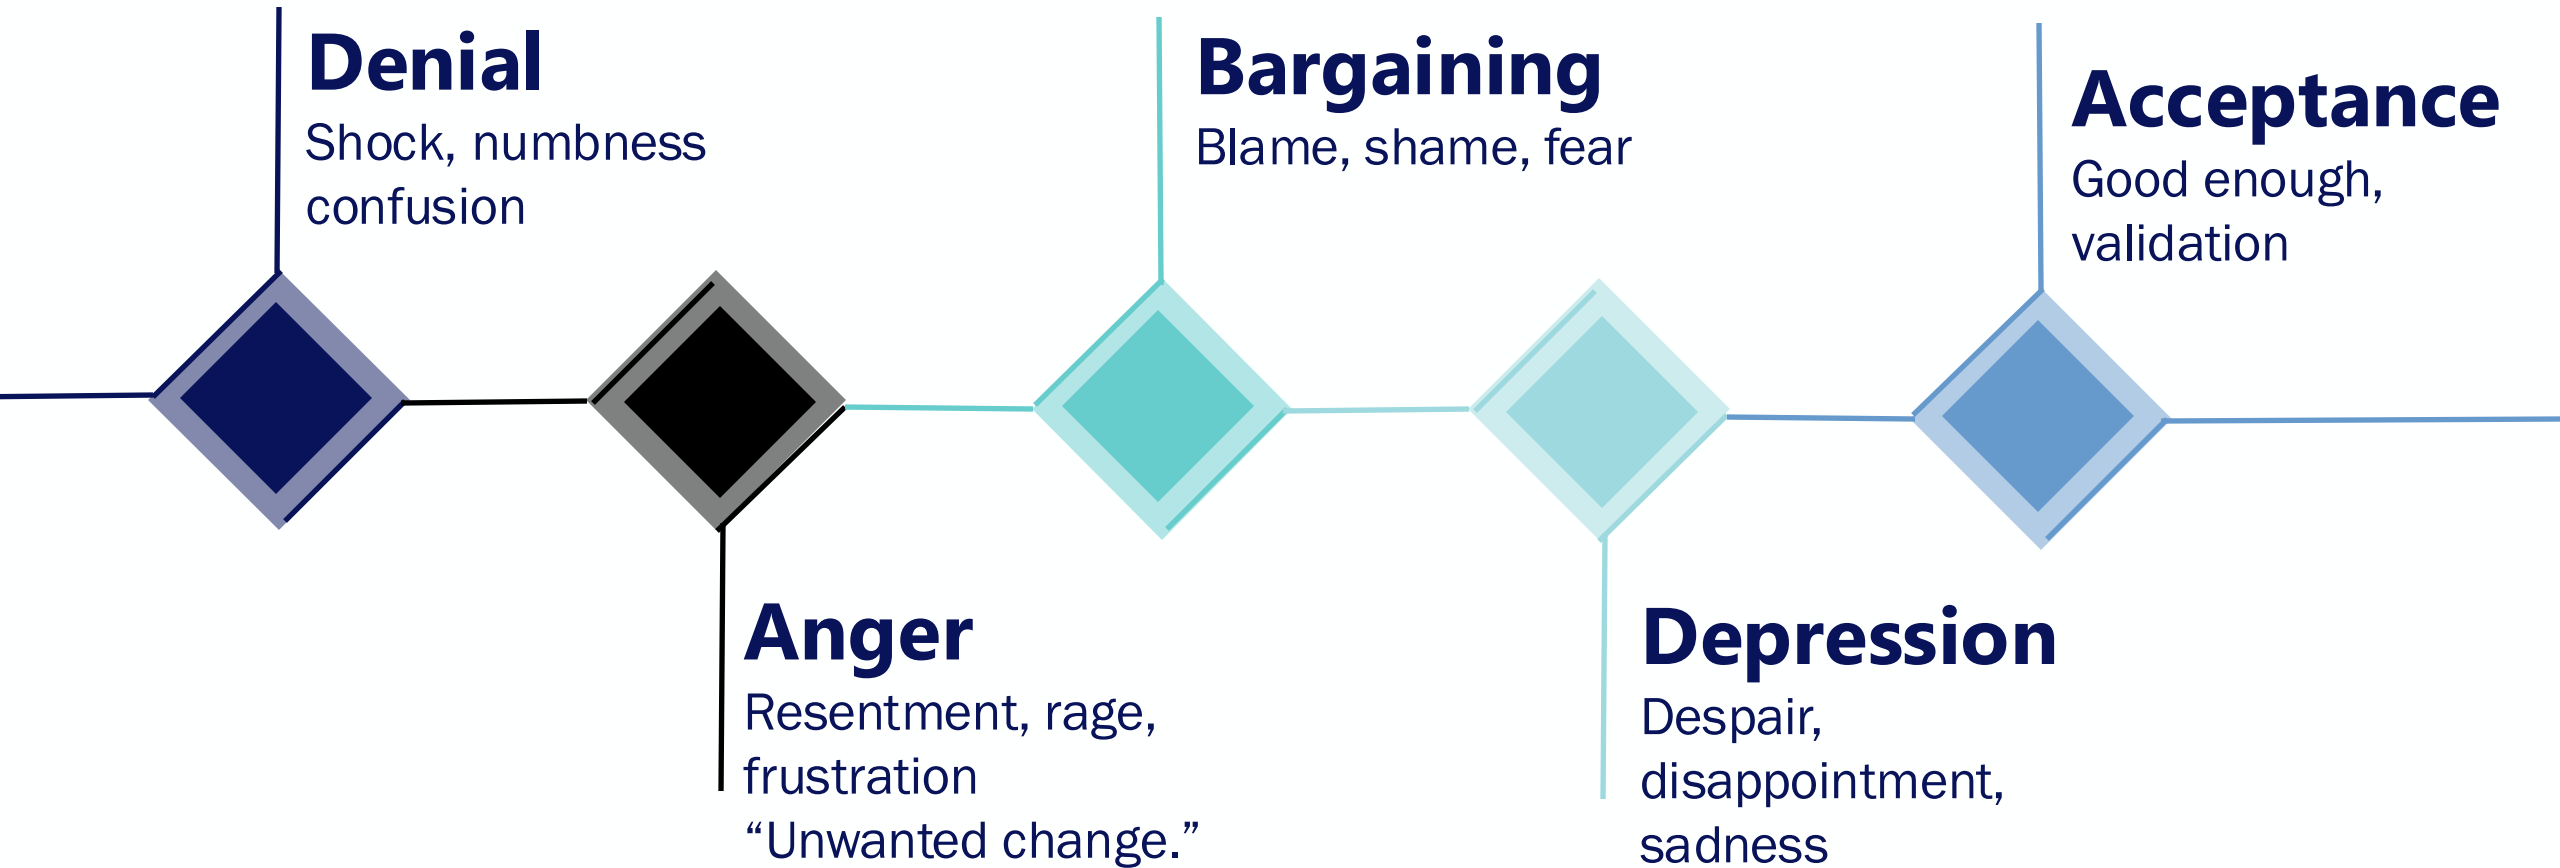 Denial
Shock, numbness
confusion
Anger
Resentment, rage,
frustration
“Unwanted change.”
Bargaining
Blame, shame, fear
Depression
Despair,
disappointment,
sadness
Acceptance
Good enough,
validation